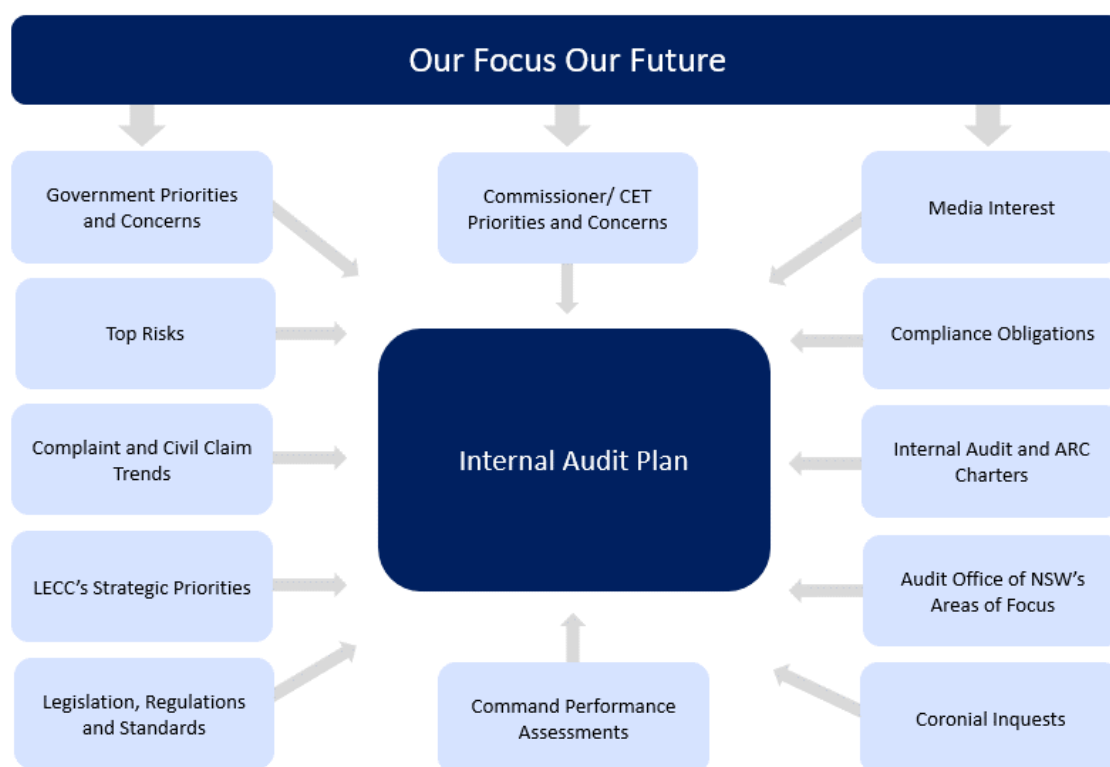 Our Focus Our Future
Government Priorities
and Concerns
Commissioner/ CET
Priorities and Concerns
Media Interest
Top Risks
Compliance Obligations
Complaint and Civil Claim
Trends
Internal Audit Plan
Internal Audit and ARC
Charters
LECC’s Strategic Priorities
Audit Office of NSW’s
Areas of Focus
Legislation, Regulations
and Standards
Command Performance
Assessments
Coronial Inquests